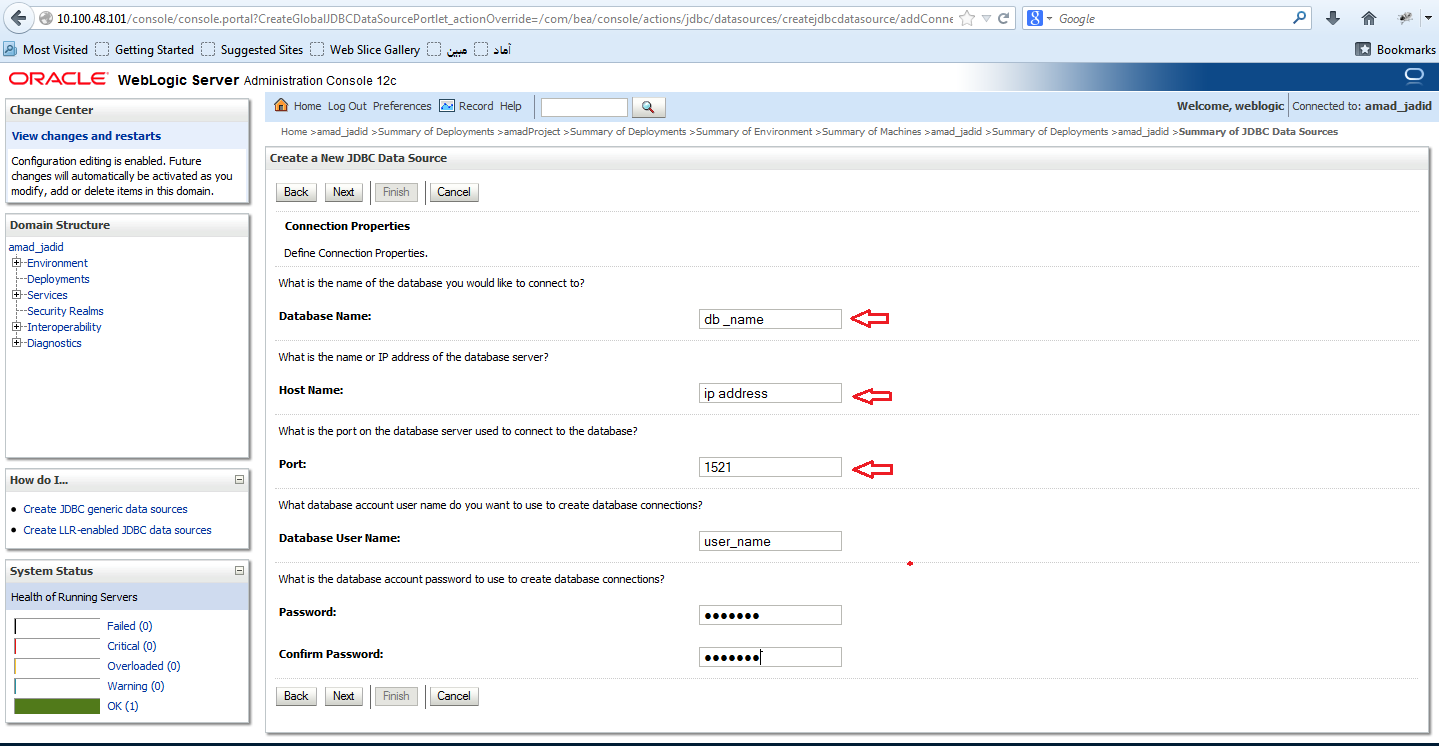 10.100.48.101/console/console.portal?CreateGlobalJDBCDataSourcePortlet_actionOverride=/com/bea/console/actions/jdbc/datasources/createjdbcdatasource/addConne
Google
Most Visited Getting Started Suggested Sites Web Slice Gallery مبین آماد Bookmarks
ORACLE WebLogic Server Administration Console 12c
Change Center
View changes and restarts
Configuration editing is enabled. Future
changes will automatically be activated as you
modify, add or delete items in this domain.
Domain Structure
amad_jadid
Environment
Deployments
Services
Security Realms
Interoperability
Diagnostics
How do I...
Create JDBC generic data sources
Create LLR-enabled JDBC data sources
System Status
Health of Running Servers
Failed (0)
Critical (0)
Overloaded (0)
Warning (0)
OK (1)
Home Log Out Preferences Record Help
Welcome, weblogic Connected to: amad_jadid
Home >amad_jadid >Summary of Deployments >amadProject >Summary of Deployments >Summary of Environment >Summary of Machines >amad_jadid >Summary of Deployments >amad_jadid >Summary of JDBC Data Sources
Create a New JDBC Data Source
Back Next Finish Cancel
Connection Properties
Define Connection Properties.
What is the name of the database you would like to connect to?
Database Name: db _name
What is the name or IP address of the database server?
Host Name: ip address
What is the port on the database server used to connect to the database?
Port: 1521
What database account user name do you want to use to create database connections?
Database User Name: user_name
What is the database account password to use to create database connections?
Password: ●●●●●●●
Confirm Password: ●●●●●●●
Back Next Finish Cancel